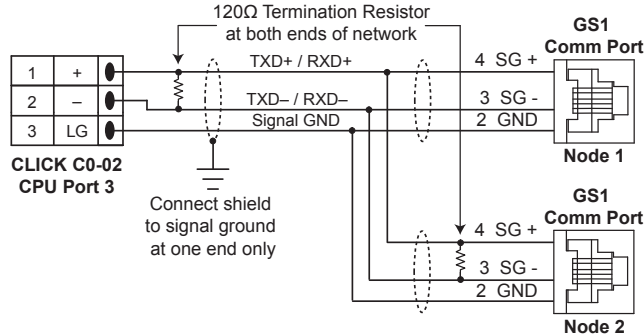 120Ω Termination Resistor
at both ends of network
GS1
Comm Port
1 +
2 –
3 LG
TXD+ / RXD+
TXD– / RXD–
Signal GND
4 SG +
3 SG -
2 GND
Node 1
CLICK C0-02
CPU Port 3
Connect shield
to signal ground
at one end only
GS1
Comm Port
4 SG +
3 SG -
2 GND
Node 2